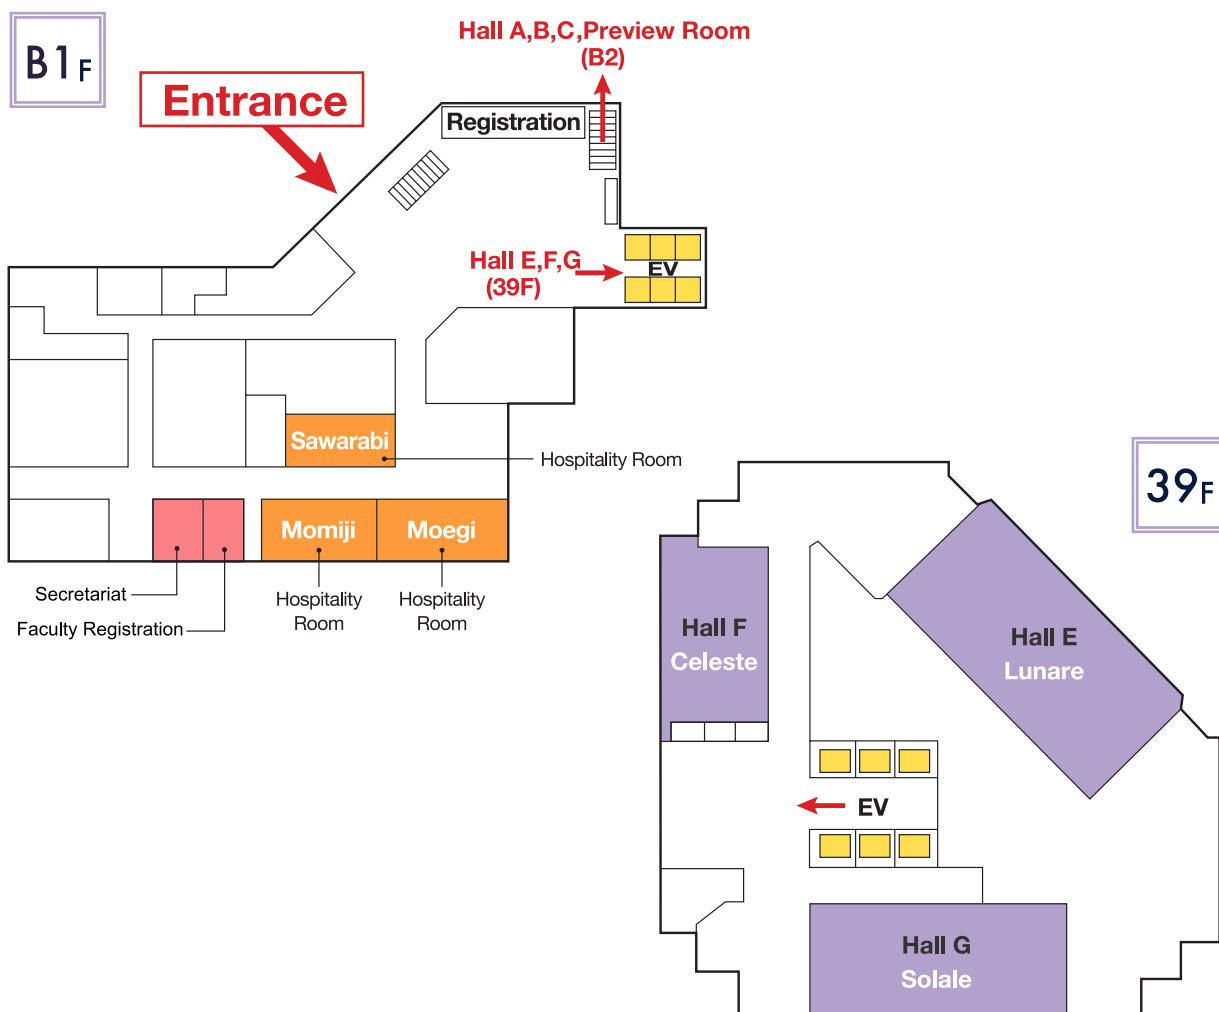 B1F
Hall A,B,C,Preview Room
(B2)
Entrance
Registration
Hall E,F,G
(39F)
EV
Sawarabi
Hospitality Room
Momiji
Moegi
Secretariat
Faculty Registration
Hospitality
Room
Hospitality
Room
39F
Hall F
Celeste
Hall E
Lunare
EV
Hall G
Solale